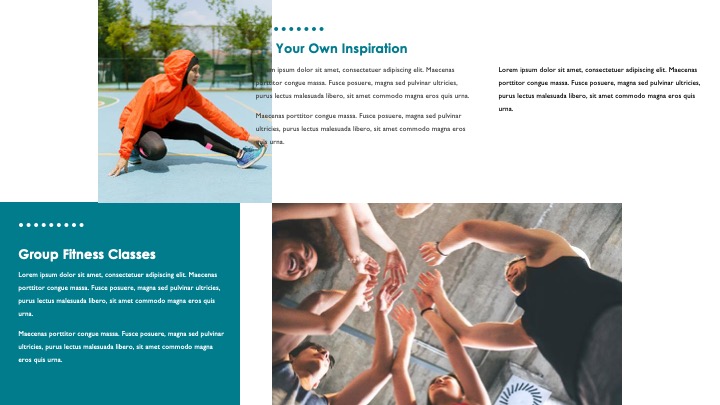 Your Own Inspiration
ipsum dolor sit amet, consectetuer adipiscing elit. Maecenas
porttitor congue massa. Fusce posuere, magna sed pulvinar ultricies,
purus lectus malesuada libero, sit amet commodo magna eros quis urna.
Maecenas porttitor congue massa. Fusce posuere, magna sed pulvinar
ultricies, purus lectus malesuada libero, sit amet commodo magna eros
quis urna.
Lorem ipsum dolor sit amet, consectetuer adipiscing elit. Maecenas
porttitor congue massa. Fusce posuere, magna sed pulvinar ultricies,
purus lectus malesuada libero, sit amet commodo magna eros quis
urna.
Group Fitness Classes
Lorem ipsum dolor sit amet, consectetuer adipiscing elit. Maecenas
porttitor congue massa. Fusce posuere, magna sed pulvinar ultricies,
purus lectus malesuada libero, sit amet commodo magna eros quis
urna.
Maecenas porttitor congue massa. Fusce posuere, magna sed pulvinar
ultricies, purus lectus malesuada libero, sit amet commodo magna
eros quis urna.